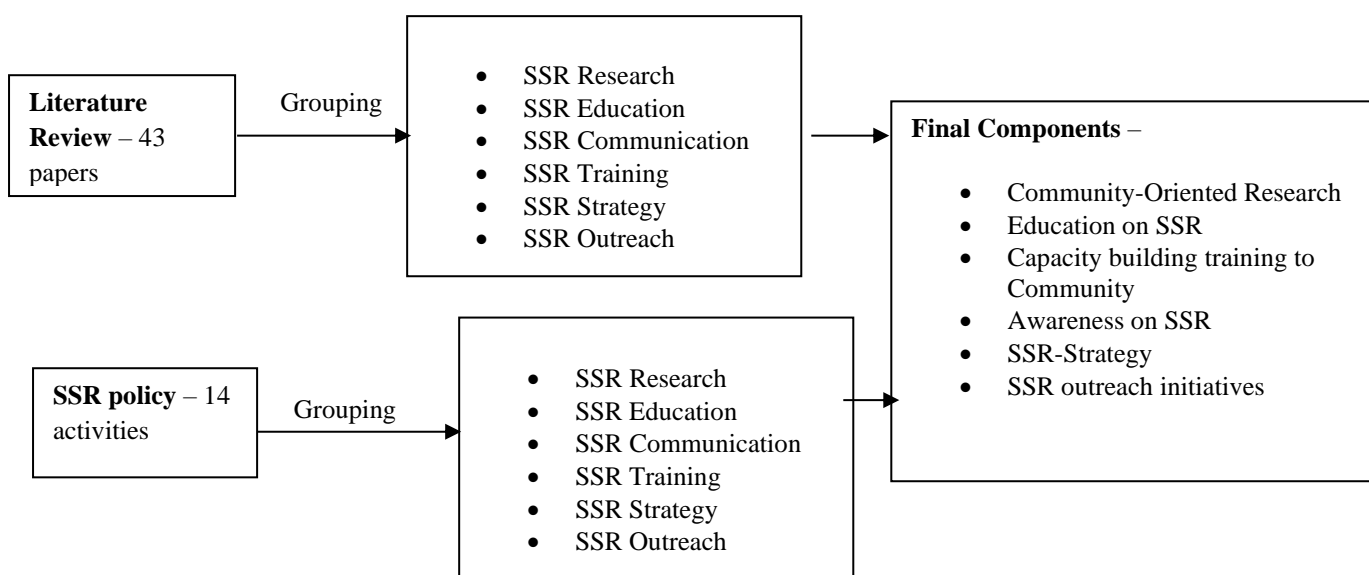 Literature
Review – 43
papers
Grouping
• SSR Research
• SSR Education
• SSR Communication
• SSR Training
• SSR Strategy
• SSR Outreach
SSR policy – 14
activities
Grouping
• SSR Research
• SSR Education
• SSR Communication
• SSR Training
• SSR Strategy
• SSR Outreach
Final Components –
• Community-Oriented Research
• Education on SSR
• Capacity building training to
Community
• Awareness on SSR
• SSR-Strategy
• SSR outreach initiatives